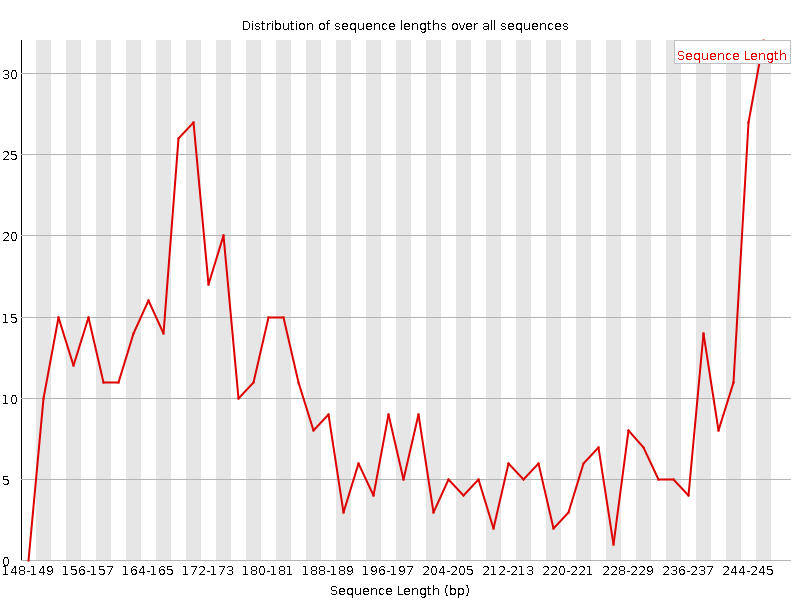 Distribution of sequence lengths over all sequences
Sequence Length
30
25
20
15
10
5
0
148-149 156-157 164-165 172-173 180-181 188-189 196-197 204-205 212-213 220-221 228-229 236-237 244-245
Sequence Length (bp)